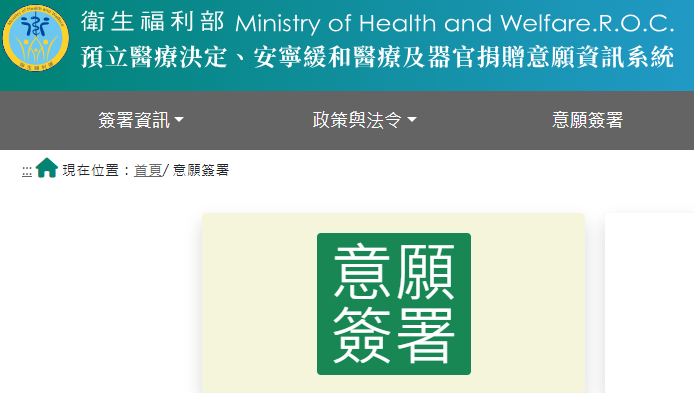 衛生福利部 Ministry of Health and Welfare.R.O.C.
預立醫療決定、安寧緩和醫療及器官捐贈意願資訊系統
簽署資訊 政策與法令 意願簽署
::: 現在位置：首頁/ 意願簽署
意願
簽署